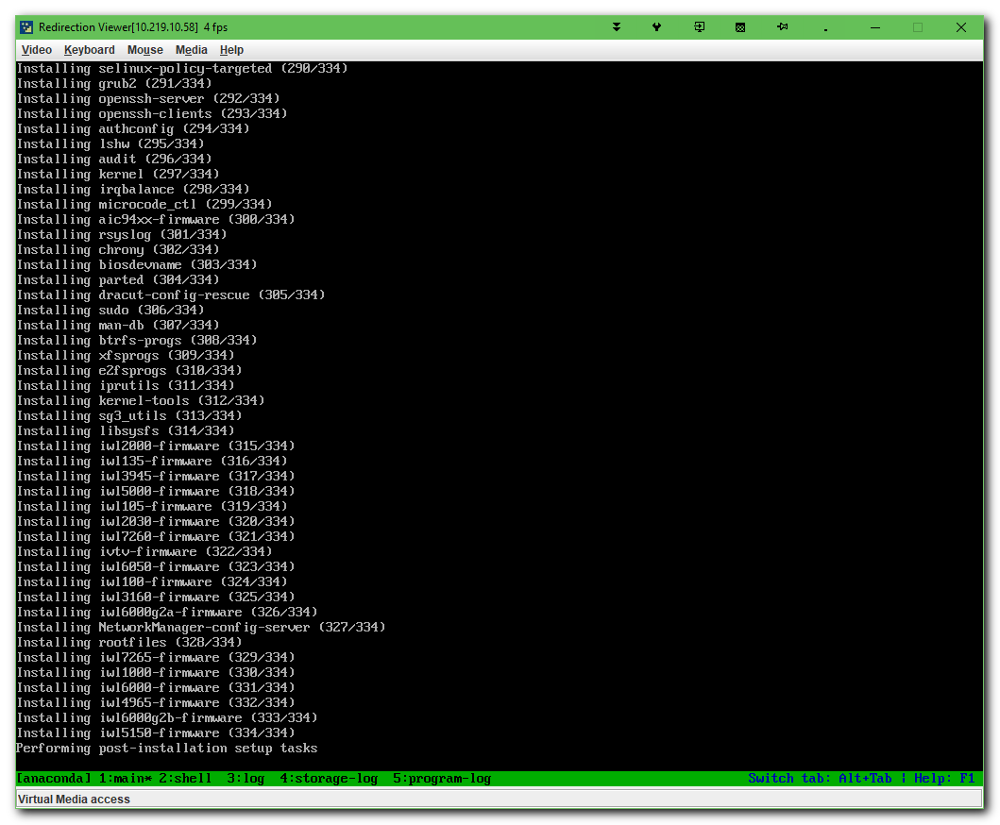 Redirection Viewer[10.219.10.58] 4 fps
Video Keyboard Mouse Media Help
Installing selinux-policy-targeted (290/334)
Installing grub2 (291/334)
Installing openssh-server (292/334)
Installing openssh-clients (293/334)
Installing authconfig (294/334)
Installing lshw (295/334)
Installing audit (296/334)
Installing kernel (297/334)
Installing irqbalance (298/334)
Installing microcode_ctl (299/334)
Installing aic94xx-firmware (300/334)
Installing rsyslog (301/334)
Installing chrony (302/334)
Installing biosdevname (303/334)
Installing parted (304/334)
Installing dracut-config-rescue (305/334)
Installing sudo (306/334)
Installing man-db (307/334)
Installing btrfs-progs (308/334)
Installing xfsprogs (309/334)
Installing e2fsprogs (310/334)
Installing iprutils (311/334)
Installing kernel-tools (312/334)
Installing sg3_utils (313/334)
Installing libsysfs (314/334)
Installing iwl2000-firmware (315/334)
Installing iwl135-firmware (316/334)
Installing iwl3945-firmware (317/334)
Installing iwl5000-firmware (318/334)
Installing iwl105-firmware (319/334)
Installing iwl2030-firmware (320/334)
Installing iwl7260-firmware (321/334)
Installing ivtv-firmware (322/334)
Installing iwl6050-firmware (323/334)
Installing iwl100-firmware (324/334)
Installing iwl3160-firmware (325/334)
Installing iwl6000g2a-firmware (326/334)
Installing NetworkManager-config-server (327/334)
Installing rootfiles (328/334)
Installing iwl7265-firmware (329/334)
Installing iwl1000-firmware (330/334)
Installing iwl6000-firmware (331/334)
Installing iwl4965-firmware (332/334)
Installing iwl6000g2b-firmware (333/334)
Installing iwl5150-firmware (334/334)
Performing post-installation setup tasks
[anaconda] 1:main* 2:shell  3:log  4:storage-log  5:program-log Switch tab: Alt+Tab | Help: F1
Virtual Media access